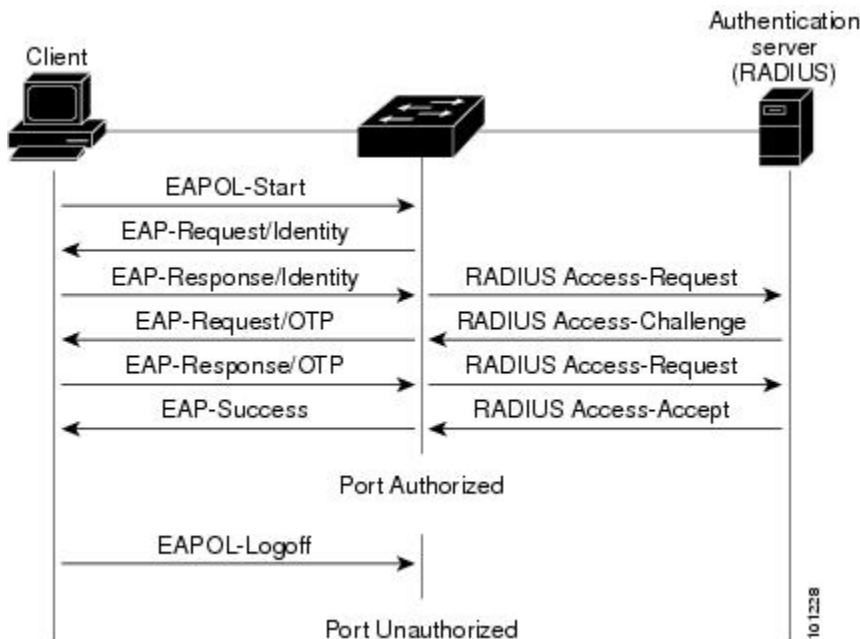 Authentication
server
(RADIUS)
Client
EAPOL-Start
EAP-Request/Identity
EAP-Response/Identity
RADIUS Access-Request
EAP-Request/OTP
RADIUS Access-Challenge
EAP-Response/OTP
RADIUS Access-Request
EAP-Success
RADIUS Access-Accept
Port Authorized
EAPOL-Logoff
Port Unauthorized
101228